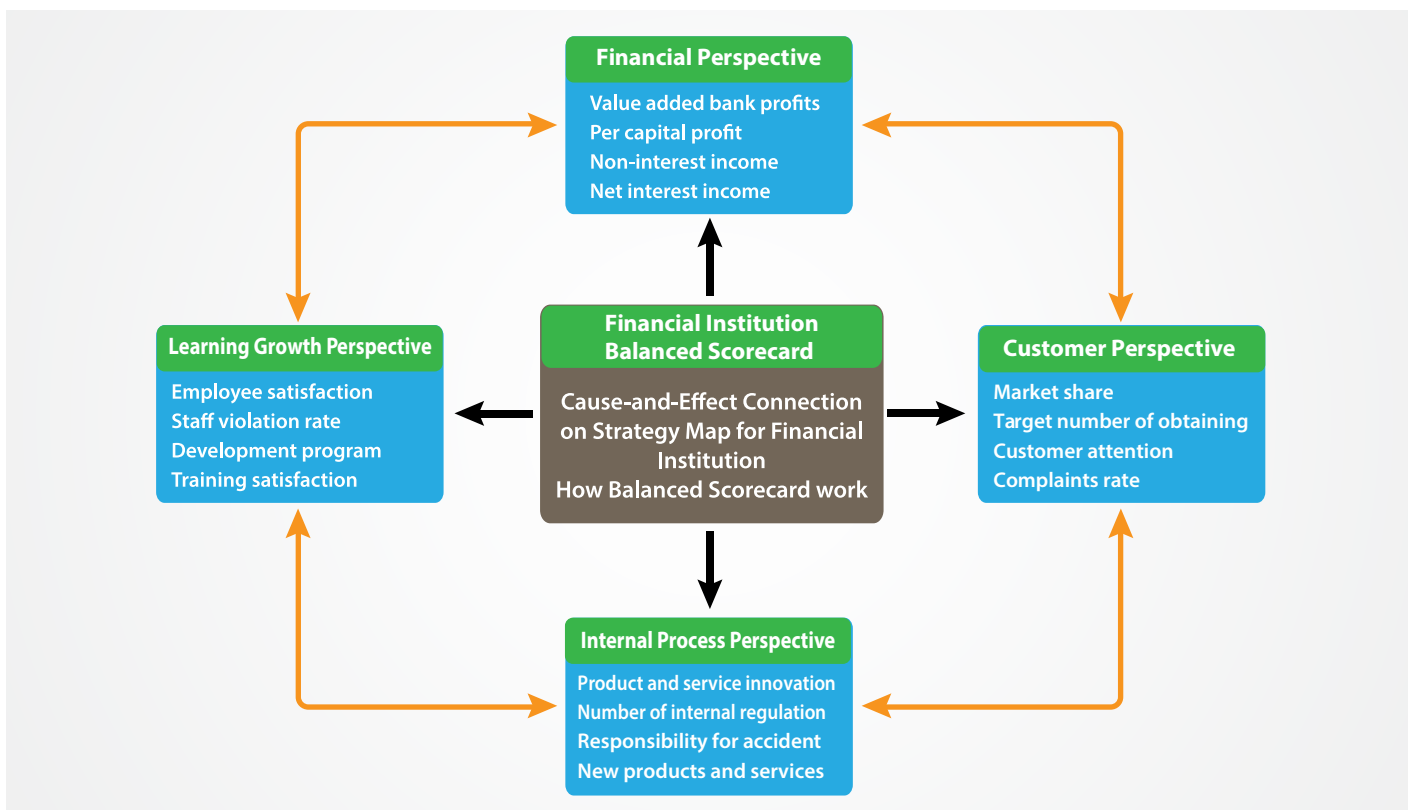 Financial Perspective
Value added bank profits
Per capital profit
Non-interest income
Net interest income
Learning Growth Perspective
Employee satisfaction
Staff violation rate
Development program
Training satisfaction
Financial Institution
Balanced Scorecard
Cause-and-Effect Connection
on Strategy Map for Financial
Institution
How Balanced Scorecard work
Customer Perspective
Market share
Target number of obtaining
Customer attention
Complaints rate
Internal Process Perspective
Product and service innovation
Number of internal regulation
Responsibility for accident
New products and services